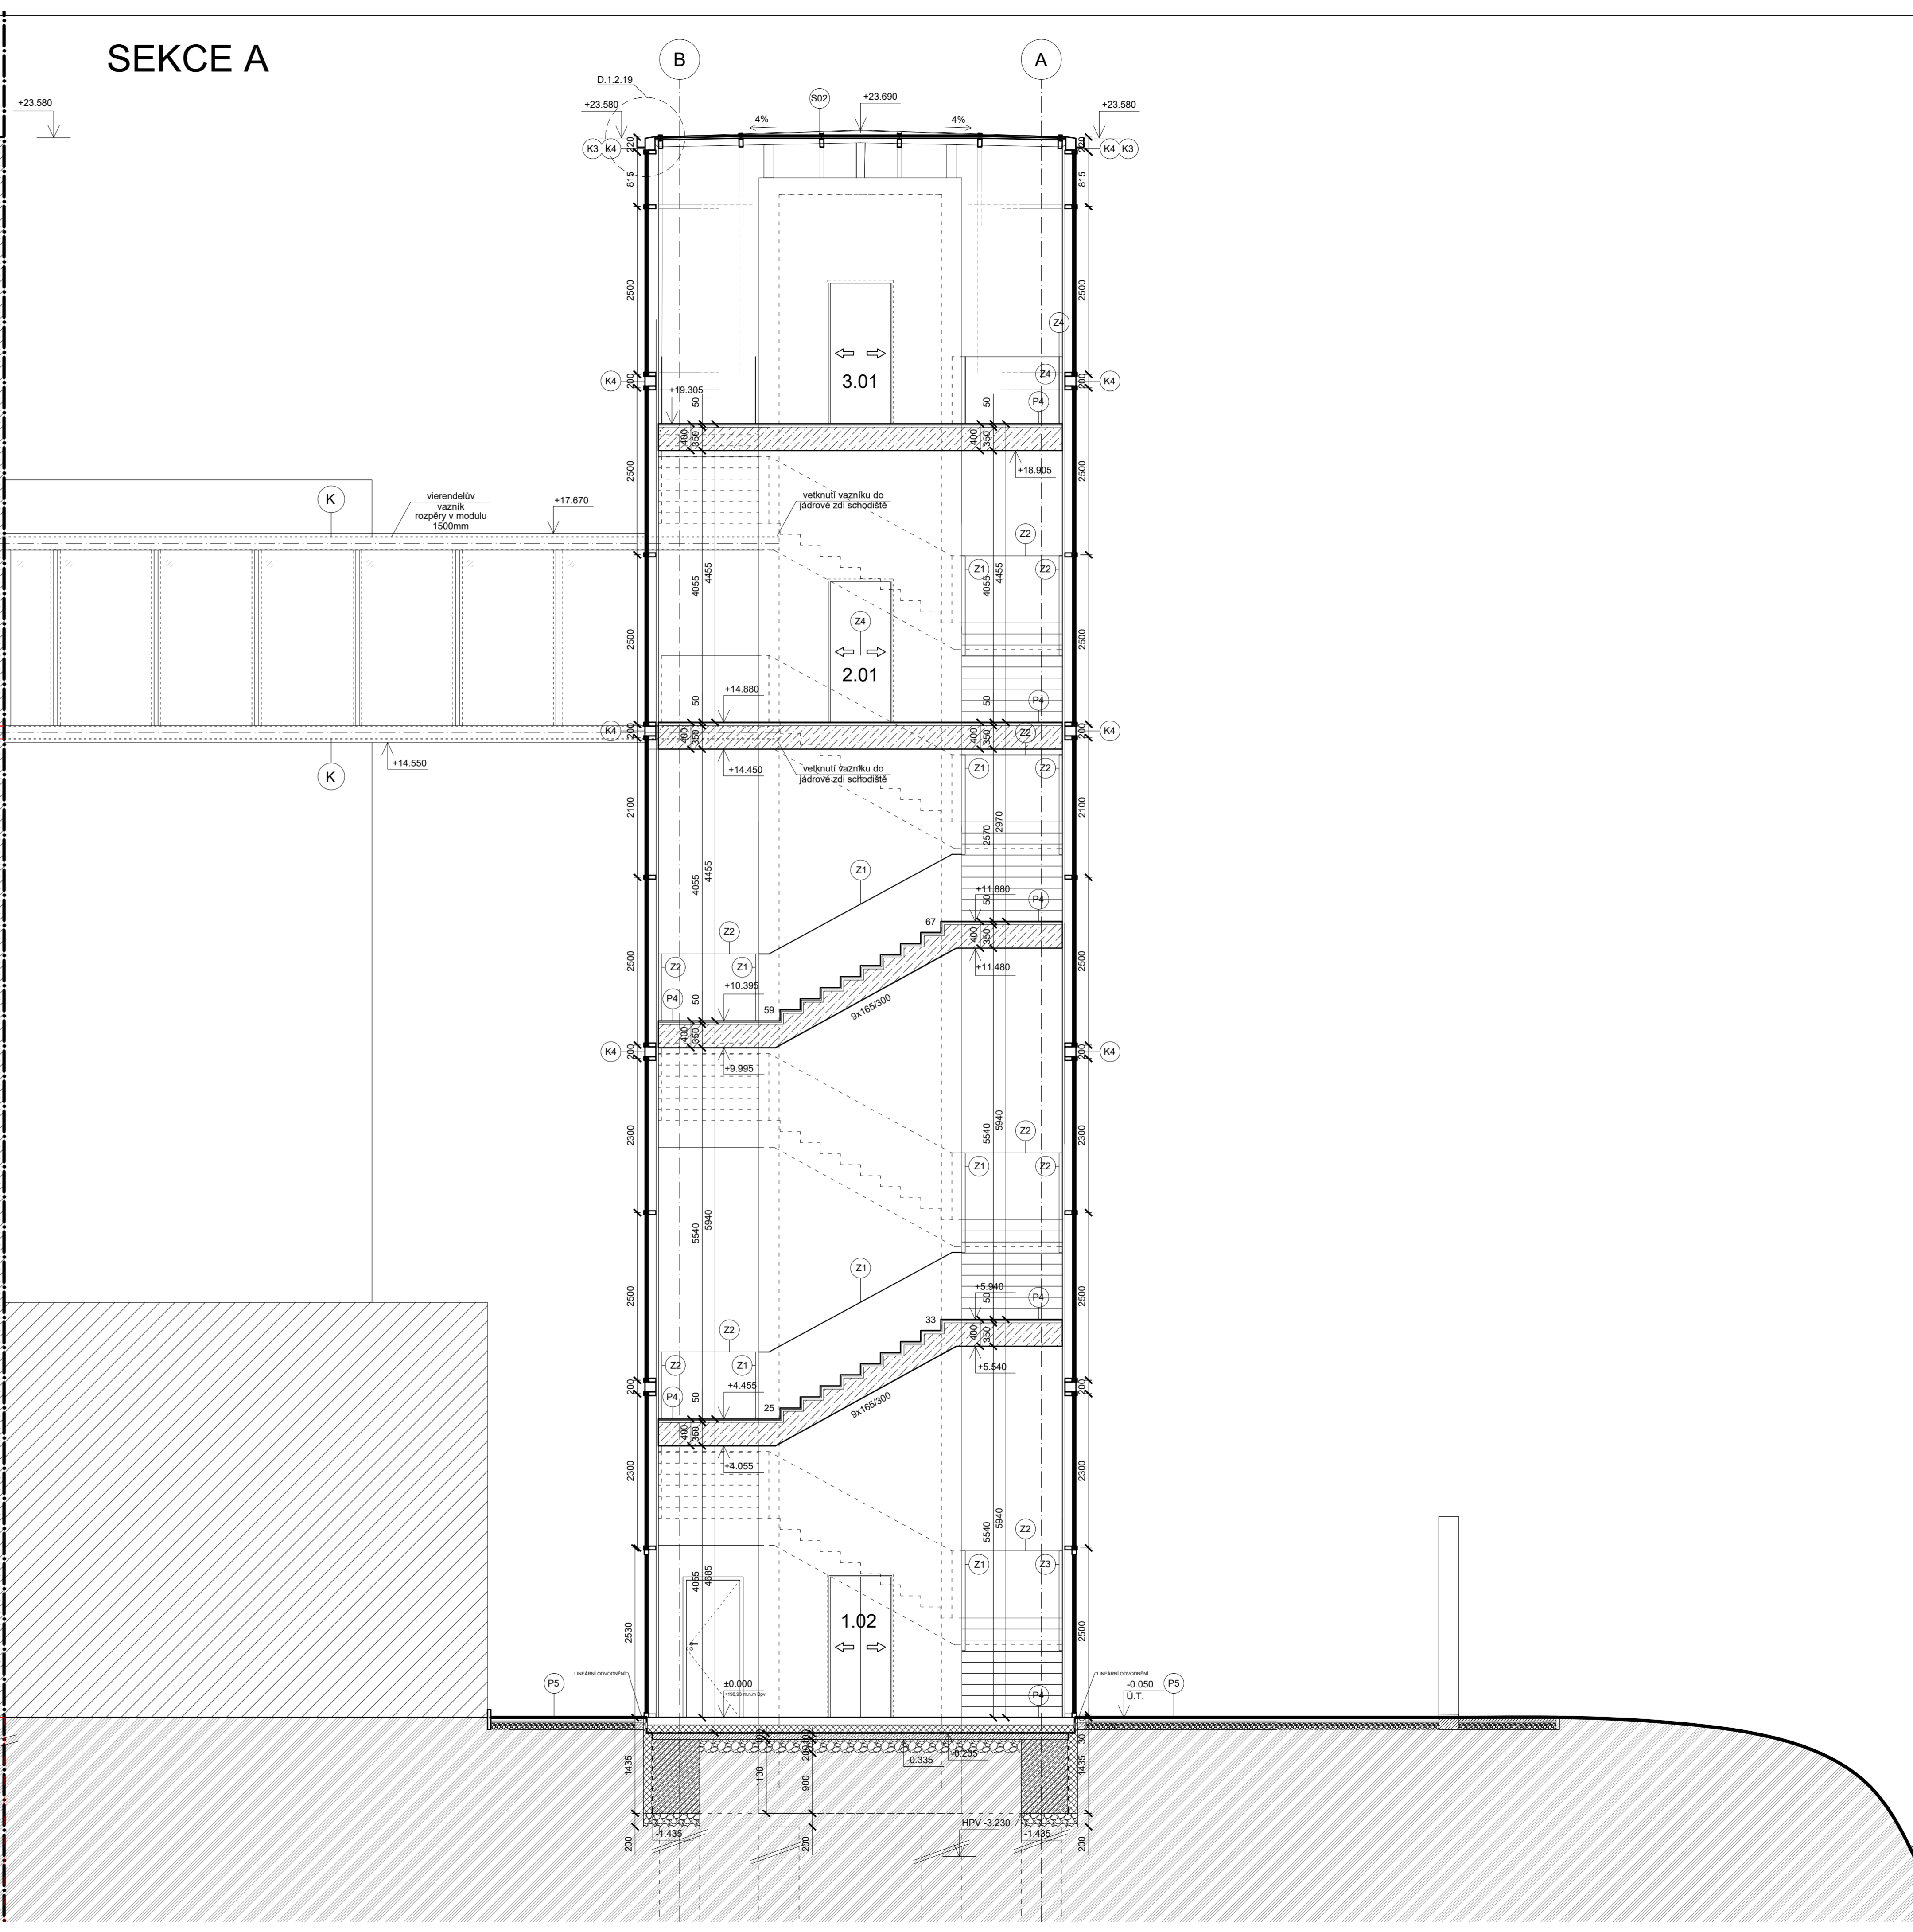 SEKCE A
B
A
D.1.2.19
+23.580
+23.580
S02
+23.690
+23.580
4%
4%
K3
K4
220
220
K4
K3
815
815
2500
2500
Z4
3.01
Z4
K4
200
200
K4
+19.305
50
50
P4
400
350
400
350
+18.905
2500
2500
K
vierendelův
vazník
rozpěry v modulu
1500mm
+17.670
vetknutí vazníku do
jádrové zdi schodiště
Z2
Z1
Z2
4055
4455
4055
4455
Z4
2500
2500
2.01
+14.880
50
50
P4
K4
200
400
350
400
350
Z2
200
K4
+14.550
+14.450
K
vetknutí vazníku do
jádrové zdi schodiště
Z1
Z2
2100
2570
2970
2100
4055
4455
Z1
+11.880
50
P4
67
Z2
400
350
2500
2500
Z2
Z1
+11.480
+10.395
P4
50
59
9x165/300
400
350
K4
200
200
K4
+9.995
2300
5540
5940
2300
Z2
Z1
Z2
5540
5940
Z1
2500
+5.940
50
P4
2500
33
Z2
400
350
Z2
Z1
+5.540
200
+4.455
200
P4
50
25
9x165/300
400
350
+4.055
2300
2300
5540
5940
Z2
Z1
Z3
4055
4685
1.02
2530
2500
LINEÁRNÍ ODVODNĚNÍ
LINEÁRNÍ ODVODNĚNÍ
P5
±0.000
P4
-0.050
Ú.T.
P5
100
200
-0.335
-0.235
30
1435
1100
900
1435
HPV -3.230
-1.435
-1.435
200
200
200